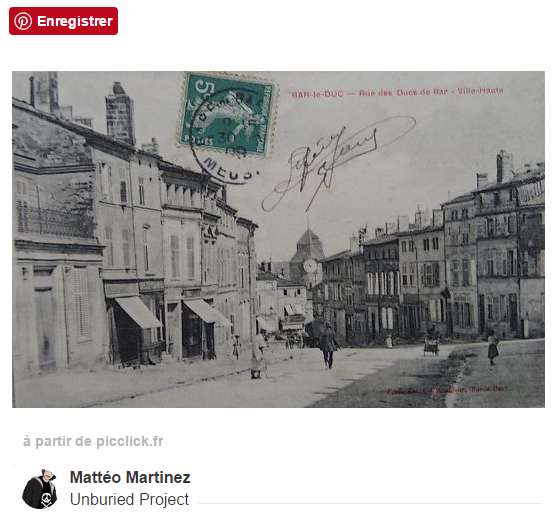 Enregistrer
5
BAR-le-DUC — Rue des Ducs de Bar - Ville-Haute
MEUSE
à partir de picclick.fr
Mattéo Martinez
Unburied Project